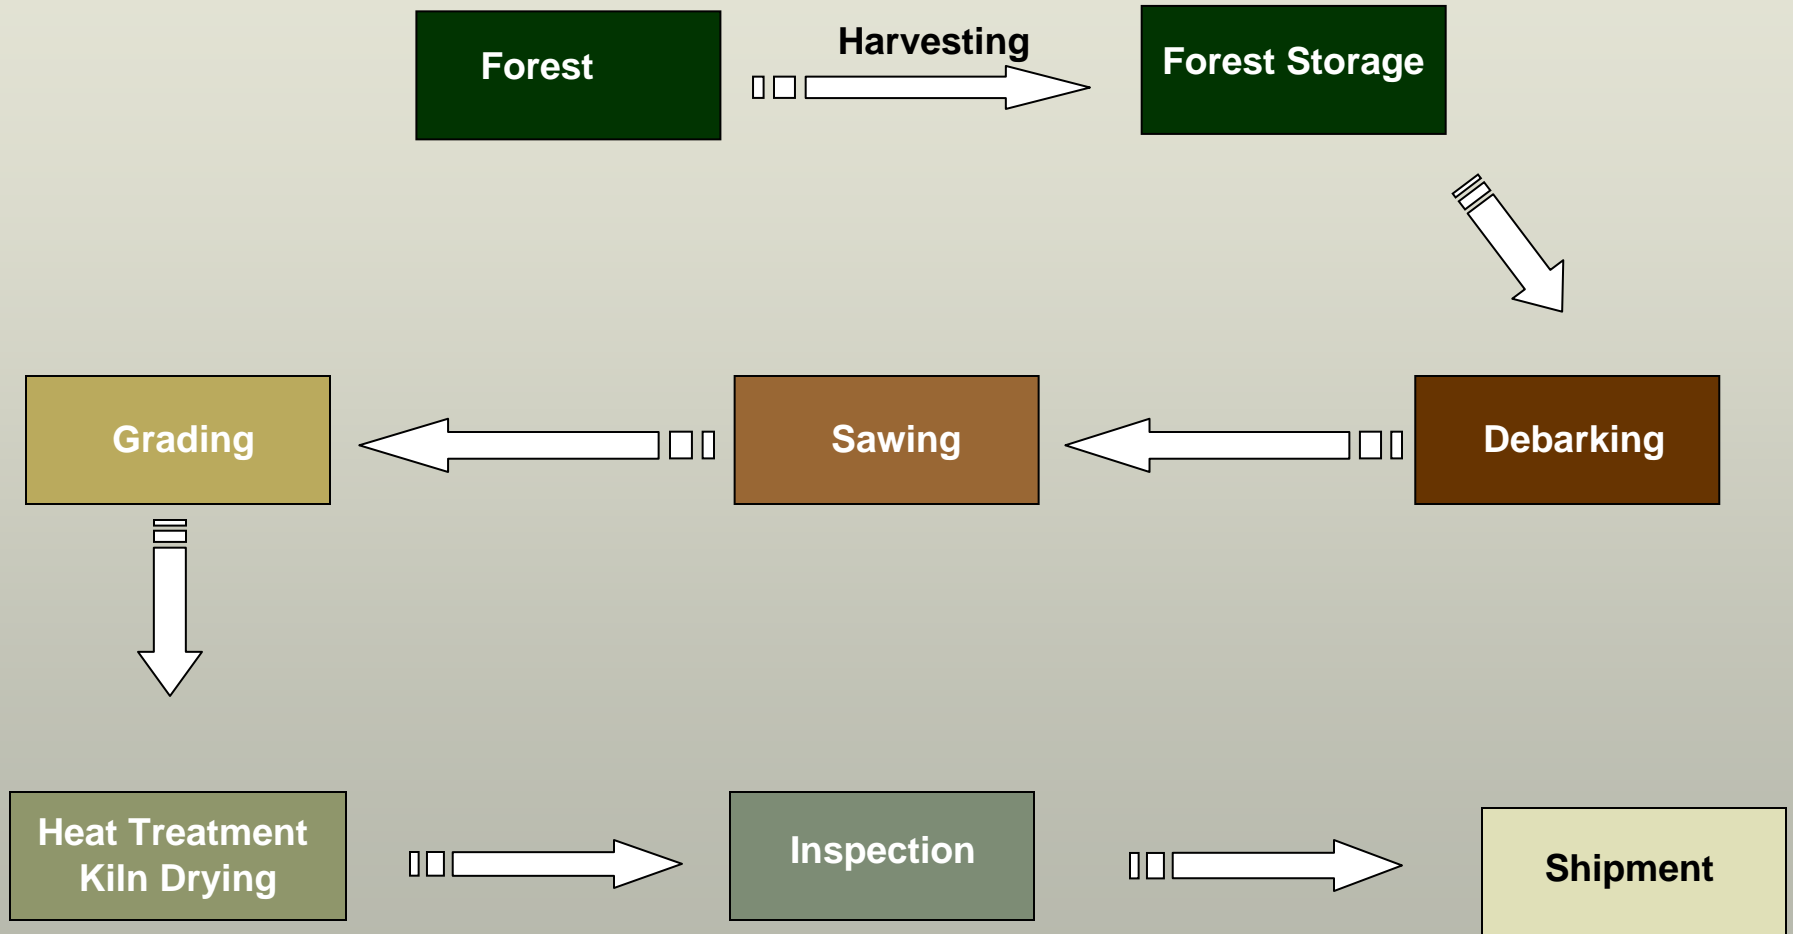 Forest
Harvesting
Forest Storage
Grading
Sawing
Debarking
Heat Treatment
Kiln Drying
Inspection
Shipment